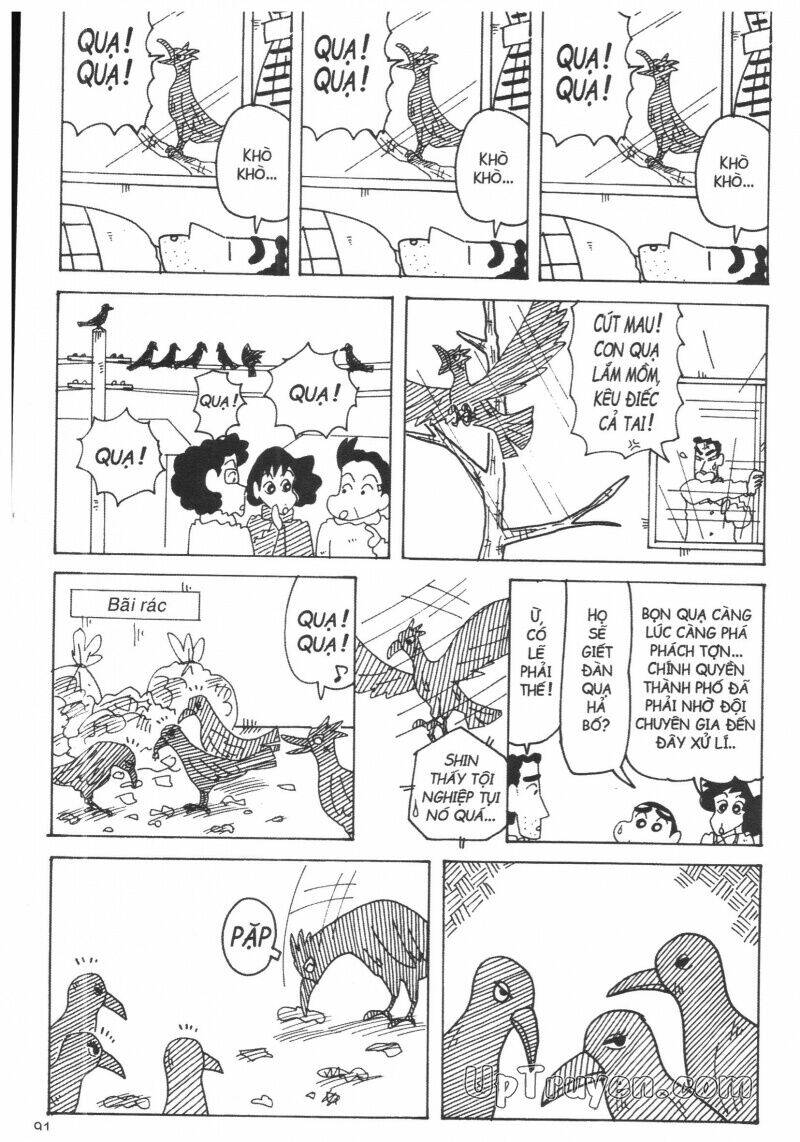 QUẠ!
QUẠ!
KHÒ
KHÒ...
QUẠ!
QUẠ!
KHÒ
KHÒ...
QUẠ!
QUẠ!
KHÒ
KHÒ...
QUẠ!
QUẠ!
QUẠ!
CÚT MAU!
CON QUẠ
LẮM MỒM,
KÊU ĐIẾC
CẢ TAI!
Bãi rác
QUẠ!
QUẠ!
SHIN
THẤY TỘI
NGHIỆP TỤI
NÓ QUÁ...
Ừ,
CÓ
LẼ
PHẢI
THẾ!
HỌ
SẼ
GIẾT
ĐÀN
QUẠ
HẢ
BỐ?
BỌN QUẠ CÀNG
LÚC CÀNG PHÁ
PHÁCH TỢN...
CHÍNH QUYỀN
THÀNH PHỐ ĐÃ
PHẢI NHỜ ĐỘI
CHUYÊN GIA ĐẾN
ĐÂY XỬ LÍ..
PẶP
UpTruyen.com
91